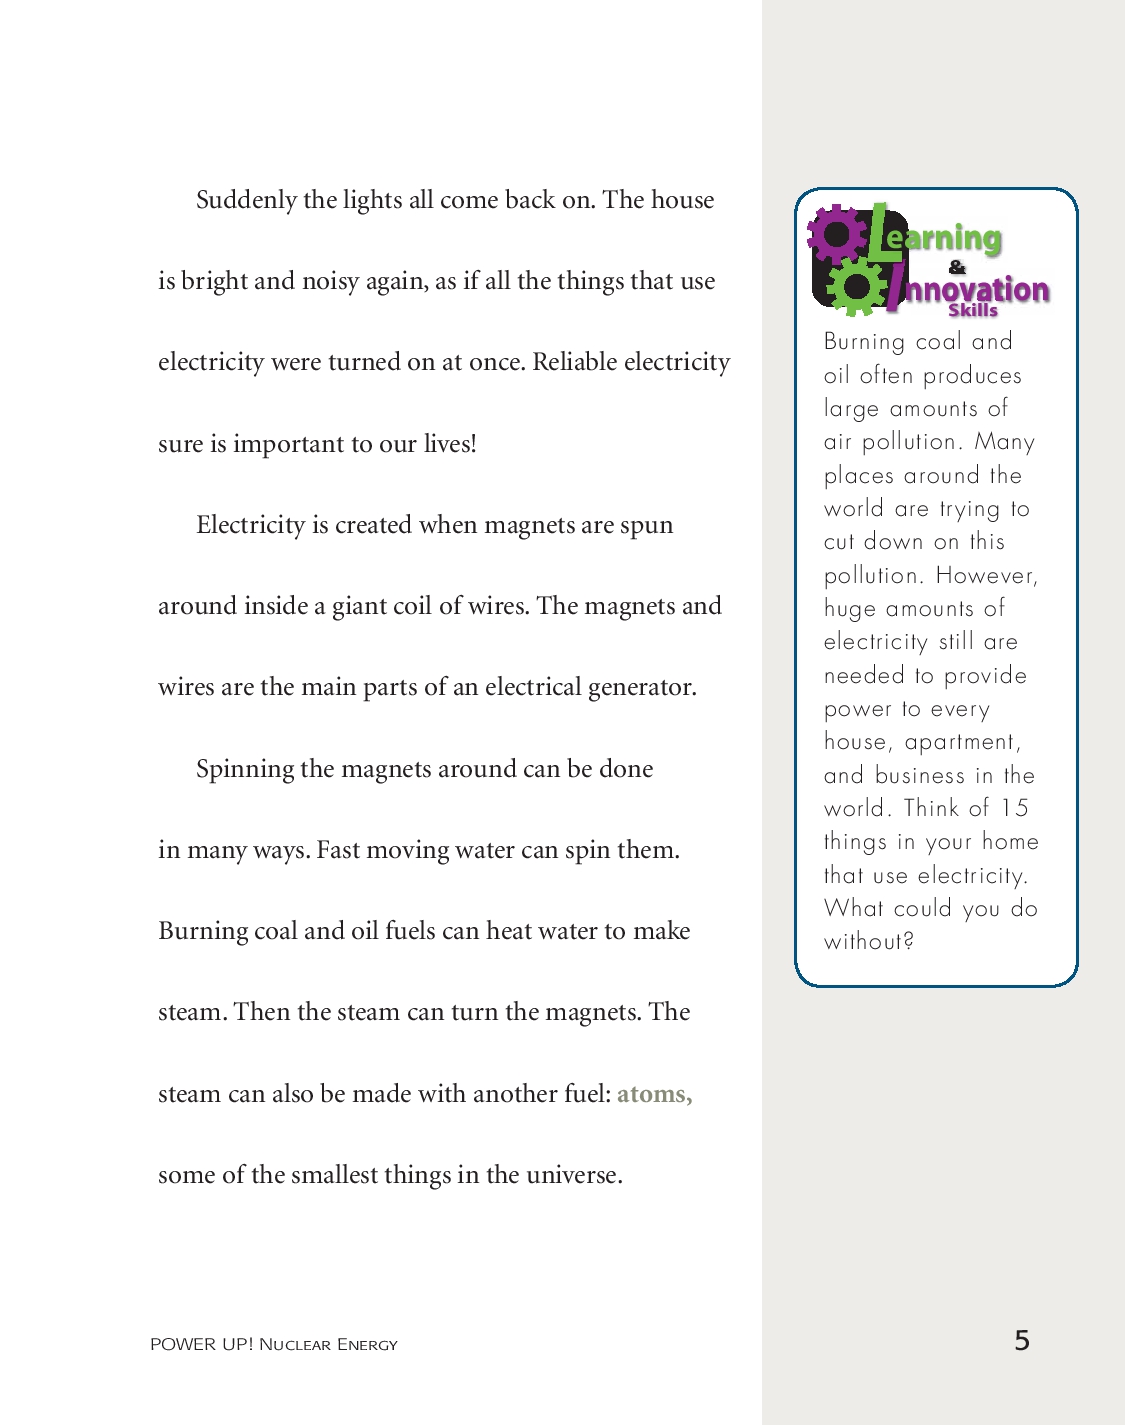 Suddenly the lights all come back on. The house
is bright and noisy again, as if all the things that use
electricity were turned on at once. Reliable electricity
sure is important to our lives!
Electricity is created when magnets are spun
around inside a giant coil of wires. The magnets and
wires are the main parts of an electrical generator.
Spinning the magnets around can be done
in many ways. Fast moving water can spin them.
Burning coal and oil fuels can heat water to make
steam. Then the steam can turn the magnets. The
steam can also be made with another fuel: atoms,
some of the smallest things in the universe.
Learning
&
Innovation
Skills
Burning coal and
oil often produces
large amounts of
air pollution. Many
places around the
world are trying to
cut down on this
pollution. However,
huge amounts of
electricity still are
needed to provide
power to every
house, apartment,
and business in the
world. Think of 15
things in your home
that use electricity.
What could you do
without?
POWER UP! Nuclear Energy
5